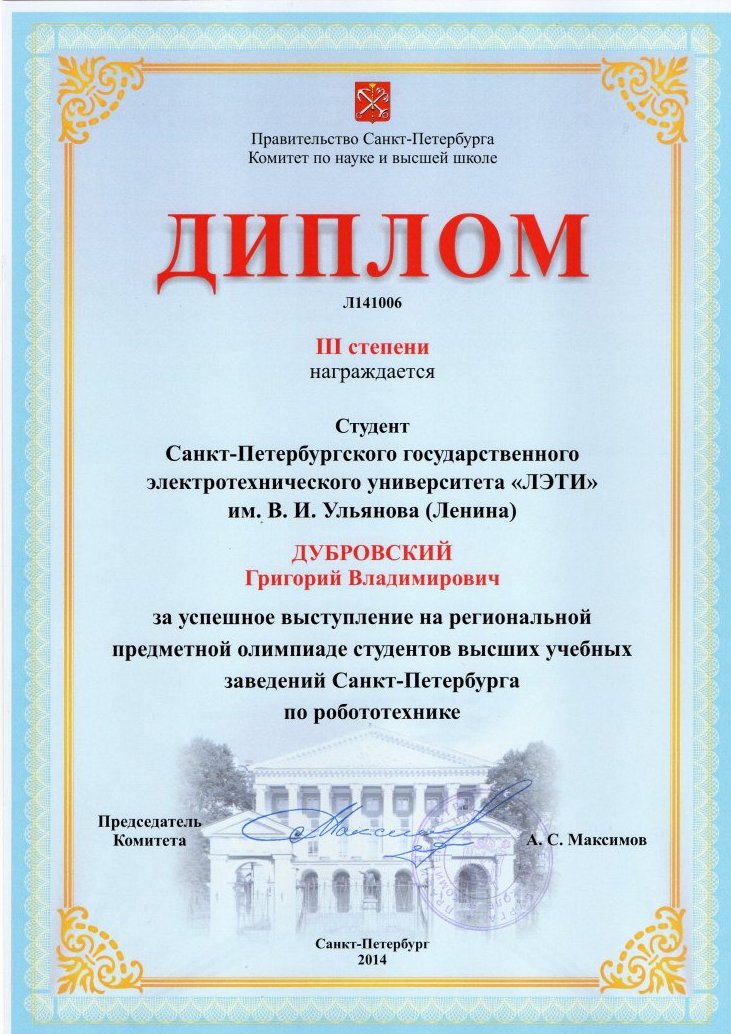 Правительство Санкт-Петербурга
Комитет по науке и высшей школе
ДИПЛОМ
Л141006
III степени
награждается
Студент
Санкт-Петербургского государственного
электротехнического университета «ЛЭТИ»
им. В. И. Ульянова (Ленина)
ДУБРОВСКИЙ
Григорий Владимирович
за успешное выступление на региональной
предметной олимпиаде студентов высших учебных
заведений Санкт-Петербурга
по робототехнике
Председатель
Комитета
А. С. Максимов
Санкт-Петербург
2014